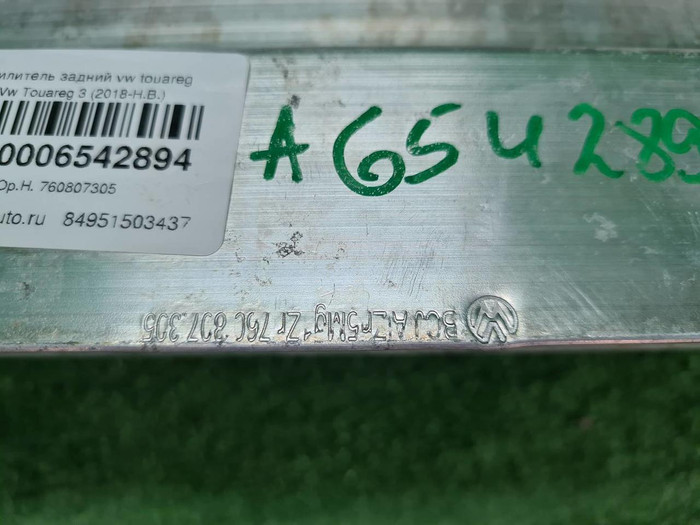 илитель задний vw touareg
Vw Touareg 3 (2018-Н.В.)
0006542894
Ор.Н. 760807305
uto.ru 84951503437
A 654289
760 807.305